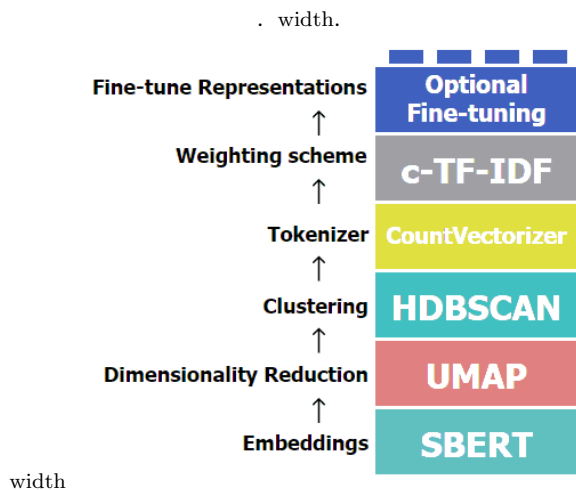 . width.
Fine-tune Representations
Optional
Fine-tuning
↑
Weighting scheme
c-TF-IDF
↑
Tokenizer
CountVectorizer
↑
Clustering
HDBSCAN
↑
Dimensionality Reduction
UMAP
↑
Embeddings
SBERT
width